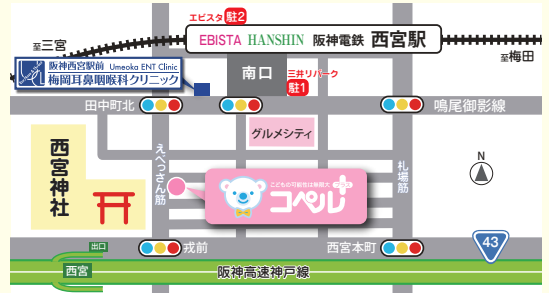 エビスタ 駐2
至三宮
EBISTA HANSHIN 阪神電鉄 西宮駅
至梅田
阪神西宮駅前 Umeoka ENT Clinic
梅岡耳鼻咽喉科クリニック
南口
三井リパーク
駐1
田中町北
鳴尾御影線
グルメシティ
西宮神社
えべっさん筋
札場筋
N
こどもの可能性は無限大
プラス
コペル+
43
出口
戎前
西宮本町
西宮
阪神高速神戸線